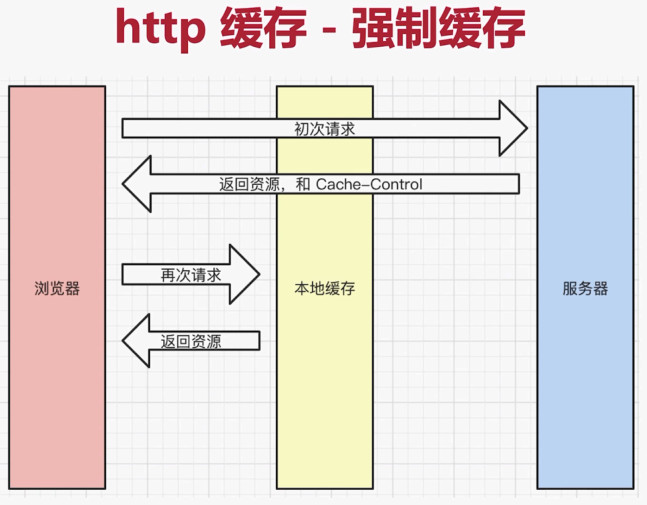 http 缓存 - 强制缓存
初次请求
返回资源，和 Cache-Control
再次请求
返回资源
浏览器
本地缓存
服务器